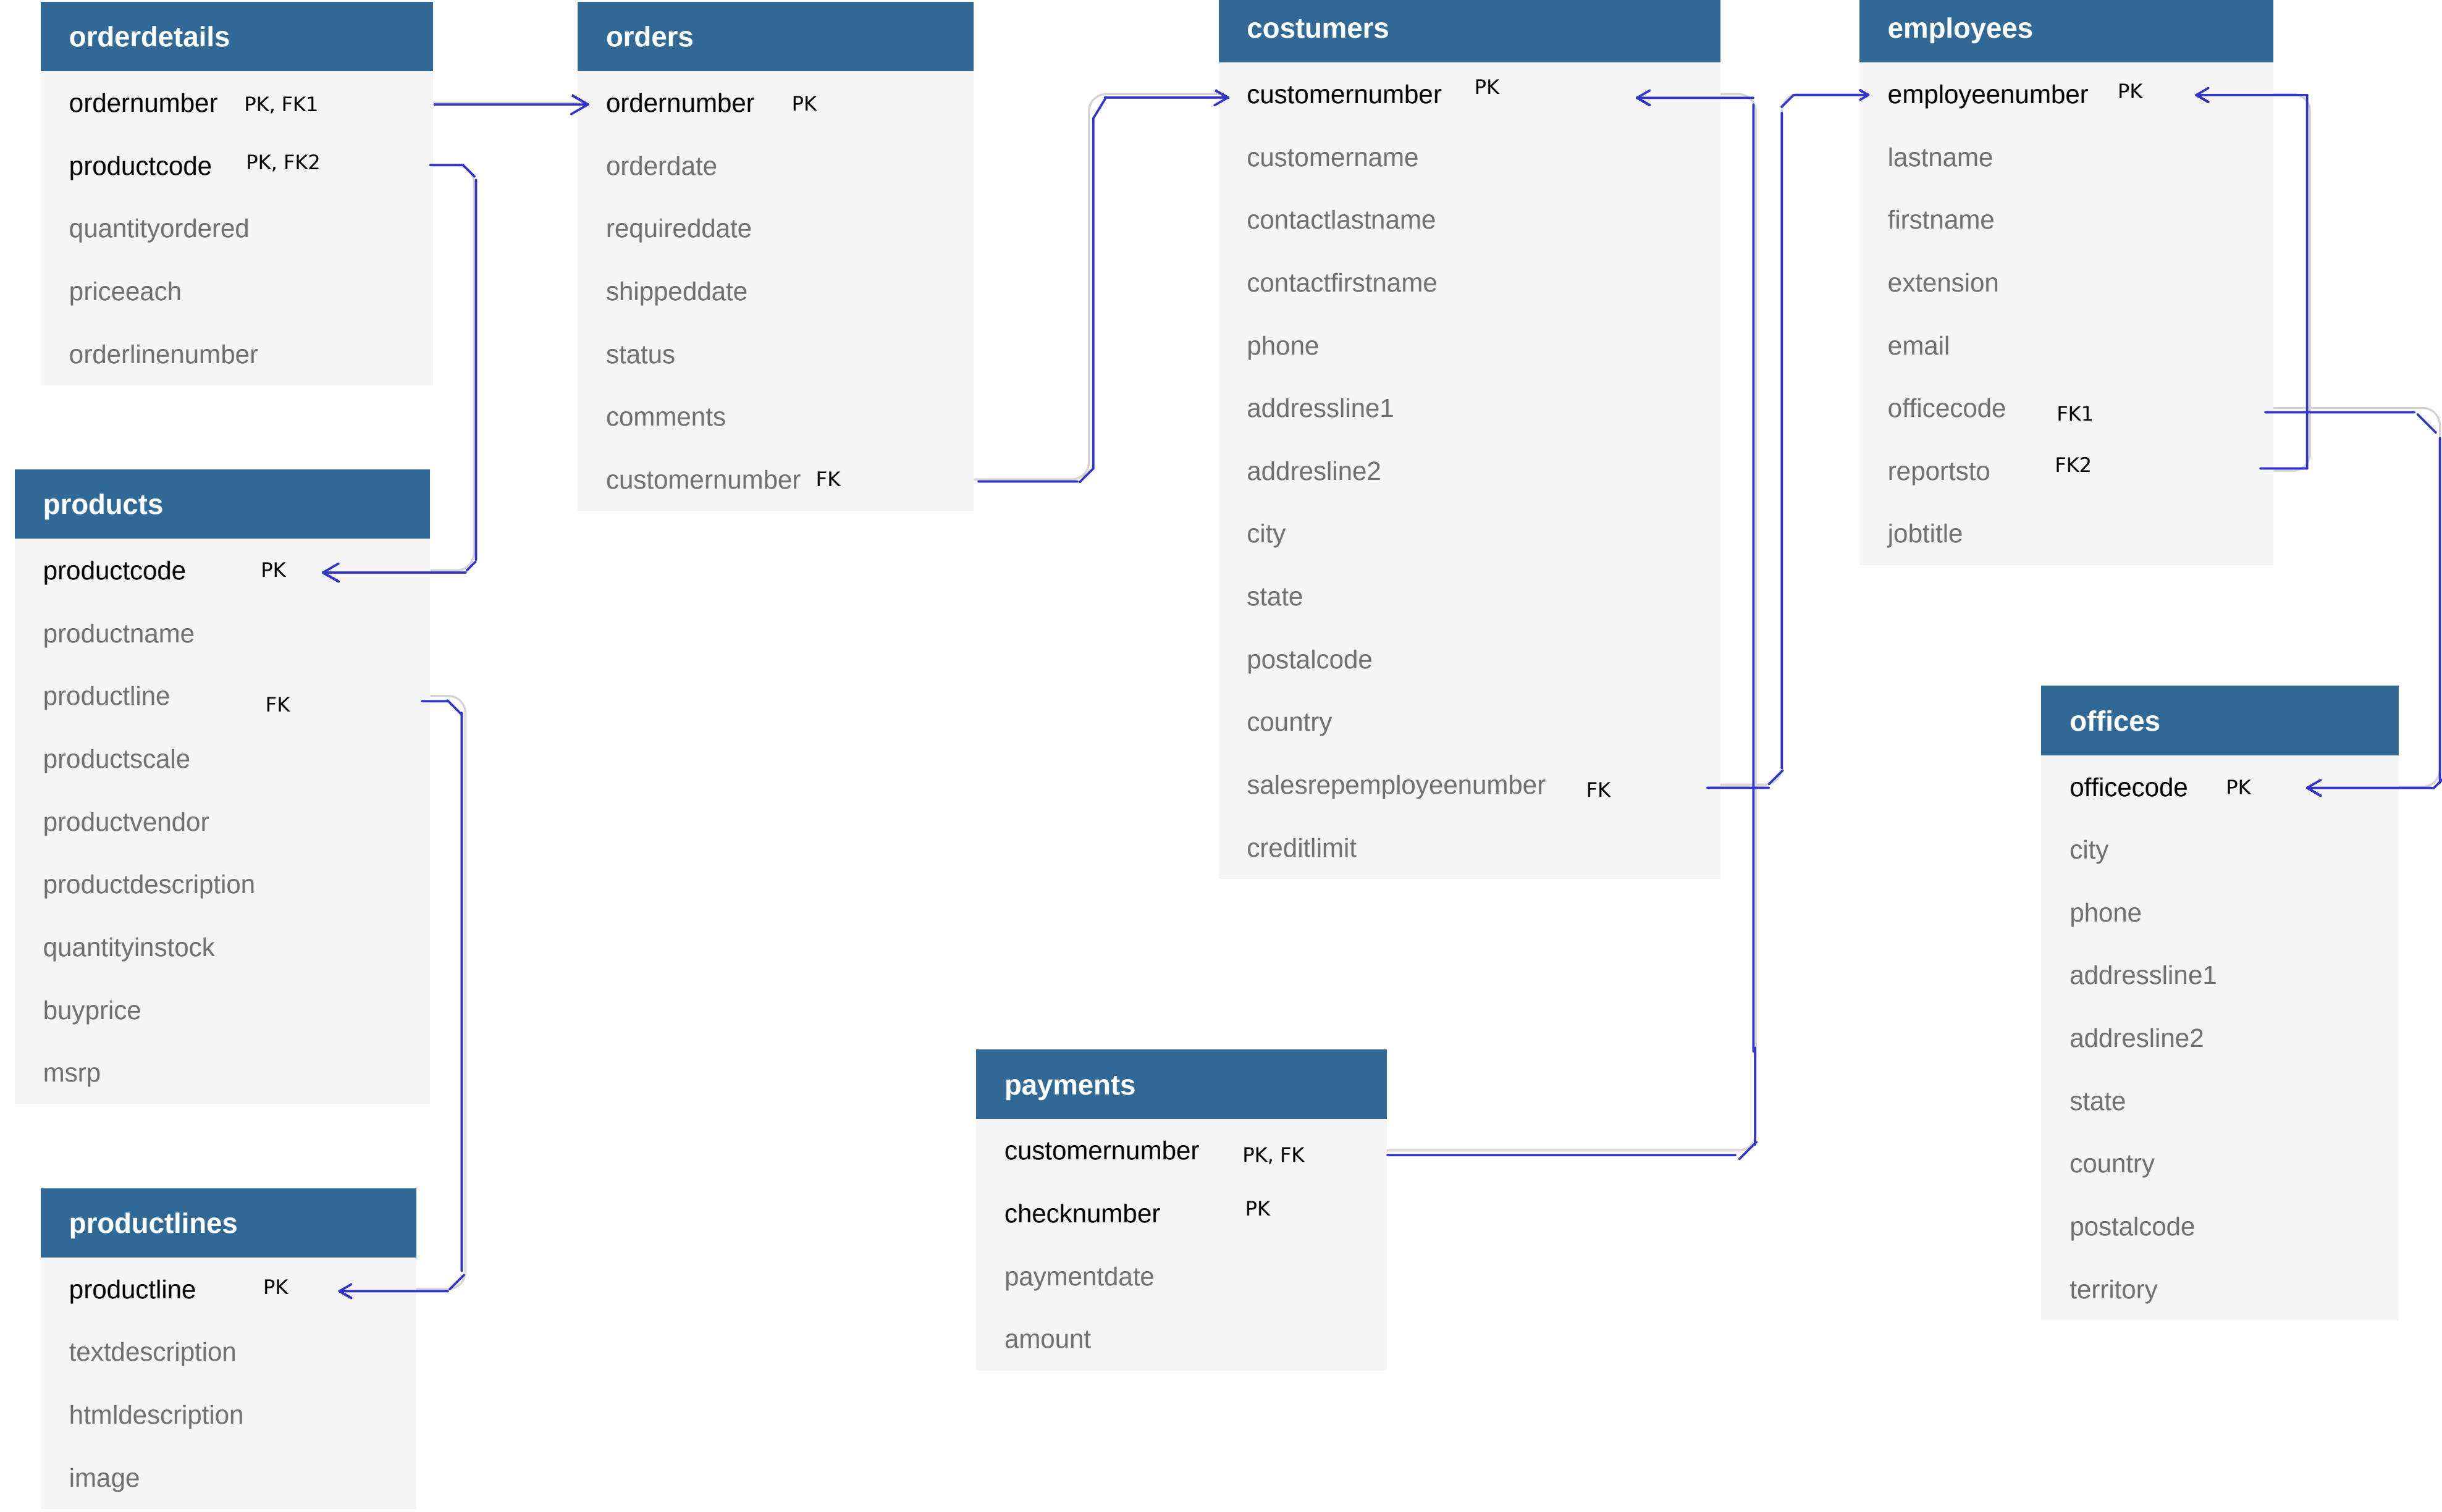 orderdetails
ordernumber PK, FK1
productcode PK, FK2
quantityordered
priceeach
orderlinenumber
orders
ordernumber PK
orderdate
requireddate
shippeddate
status
comments
customernumber FK
costumers
customernumber PK
customername
contactlastname
contactfirstname
phone
addressline1
addresline2
city
state
postalcode
country
salesrepemployeenumber FK
creditlimit
employees
employeenumber PK
lastname
firstname
extension
email
officecode FK1
reportsto FK2
jobtitle
products
productcode PK
productname
productline FK
productscale
productvendor
productdescription
quantityinstock
buyprice
msrp
offices
officecode PK
city
phone
addressline1
addresline2
state
country
postalcode
territory
payments
customernumber PK, FK
checknumber PK
paymentdate
amount
productlines
productline PK
textdescription
htmldescription
image